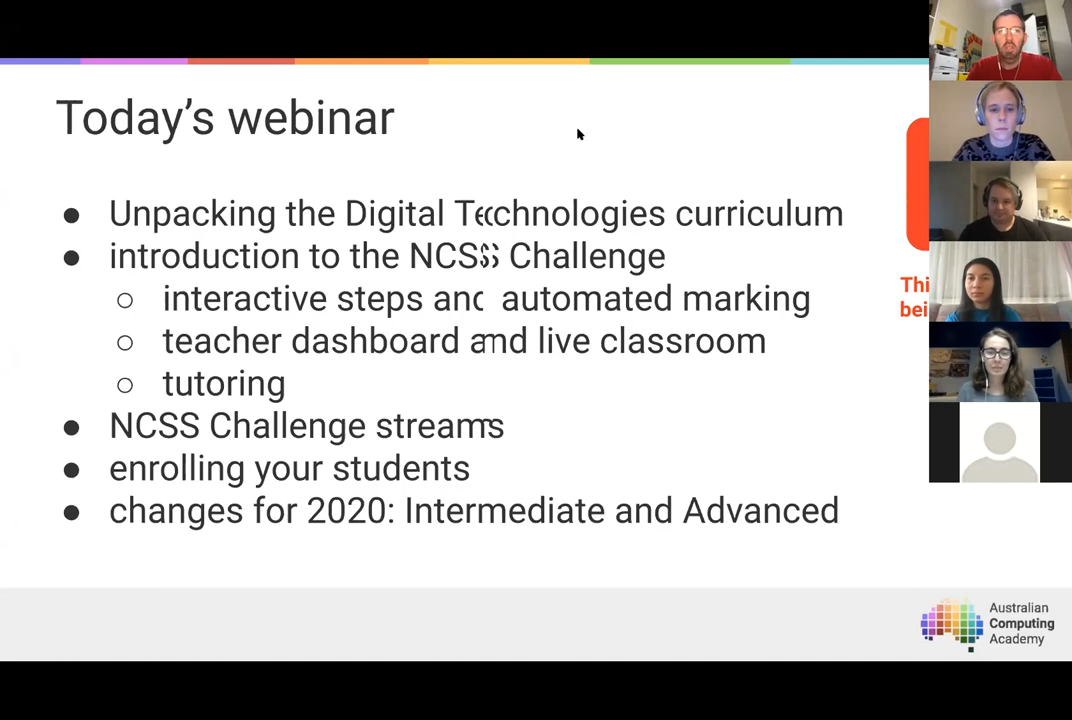 Today's webinar
● Unpacking the Digital Technologies curriculum
● introduction to the NCSS Challenge
○ interactive steps and automated marking
○ teacher dashboard and live classroom
○ tutoring
● NCSS Challenge streams
● enrolling your students
● changes for 2020: Intermediate and Advanced
Thi
bei
Australian
Computing
Academy